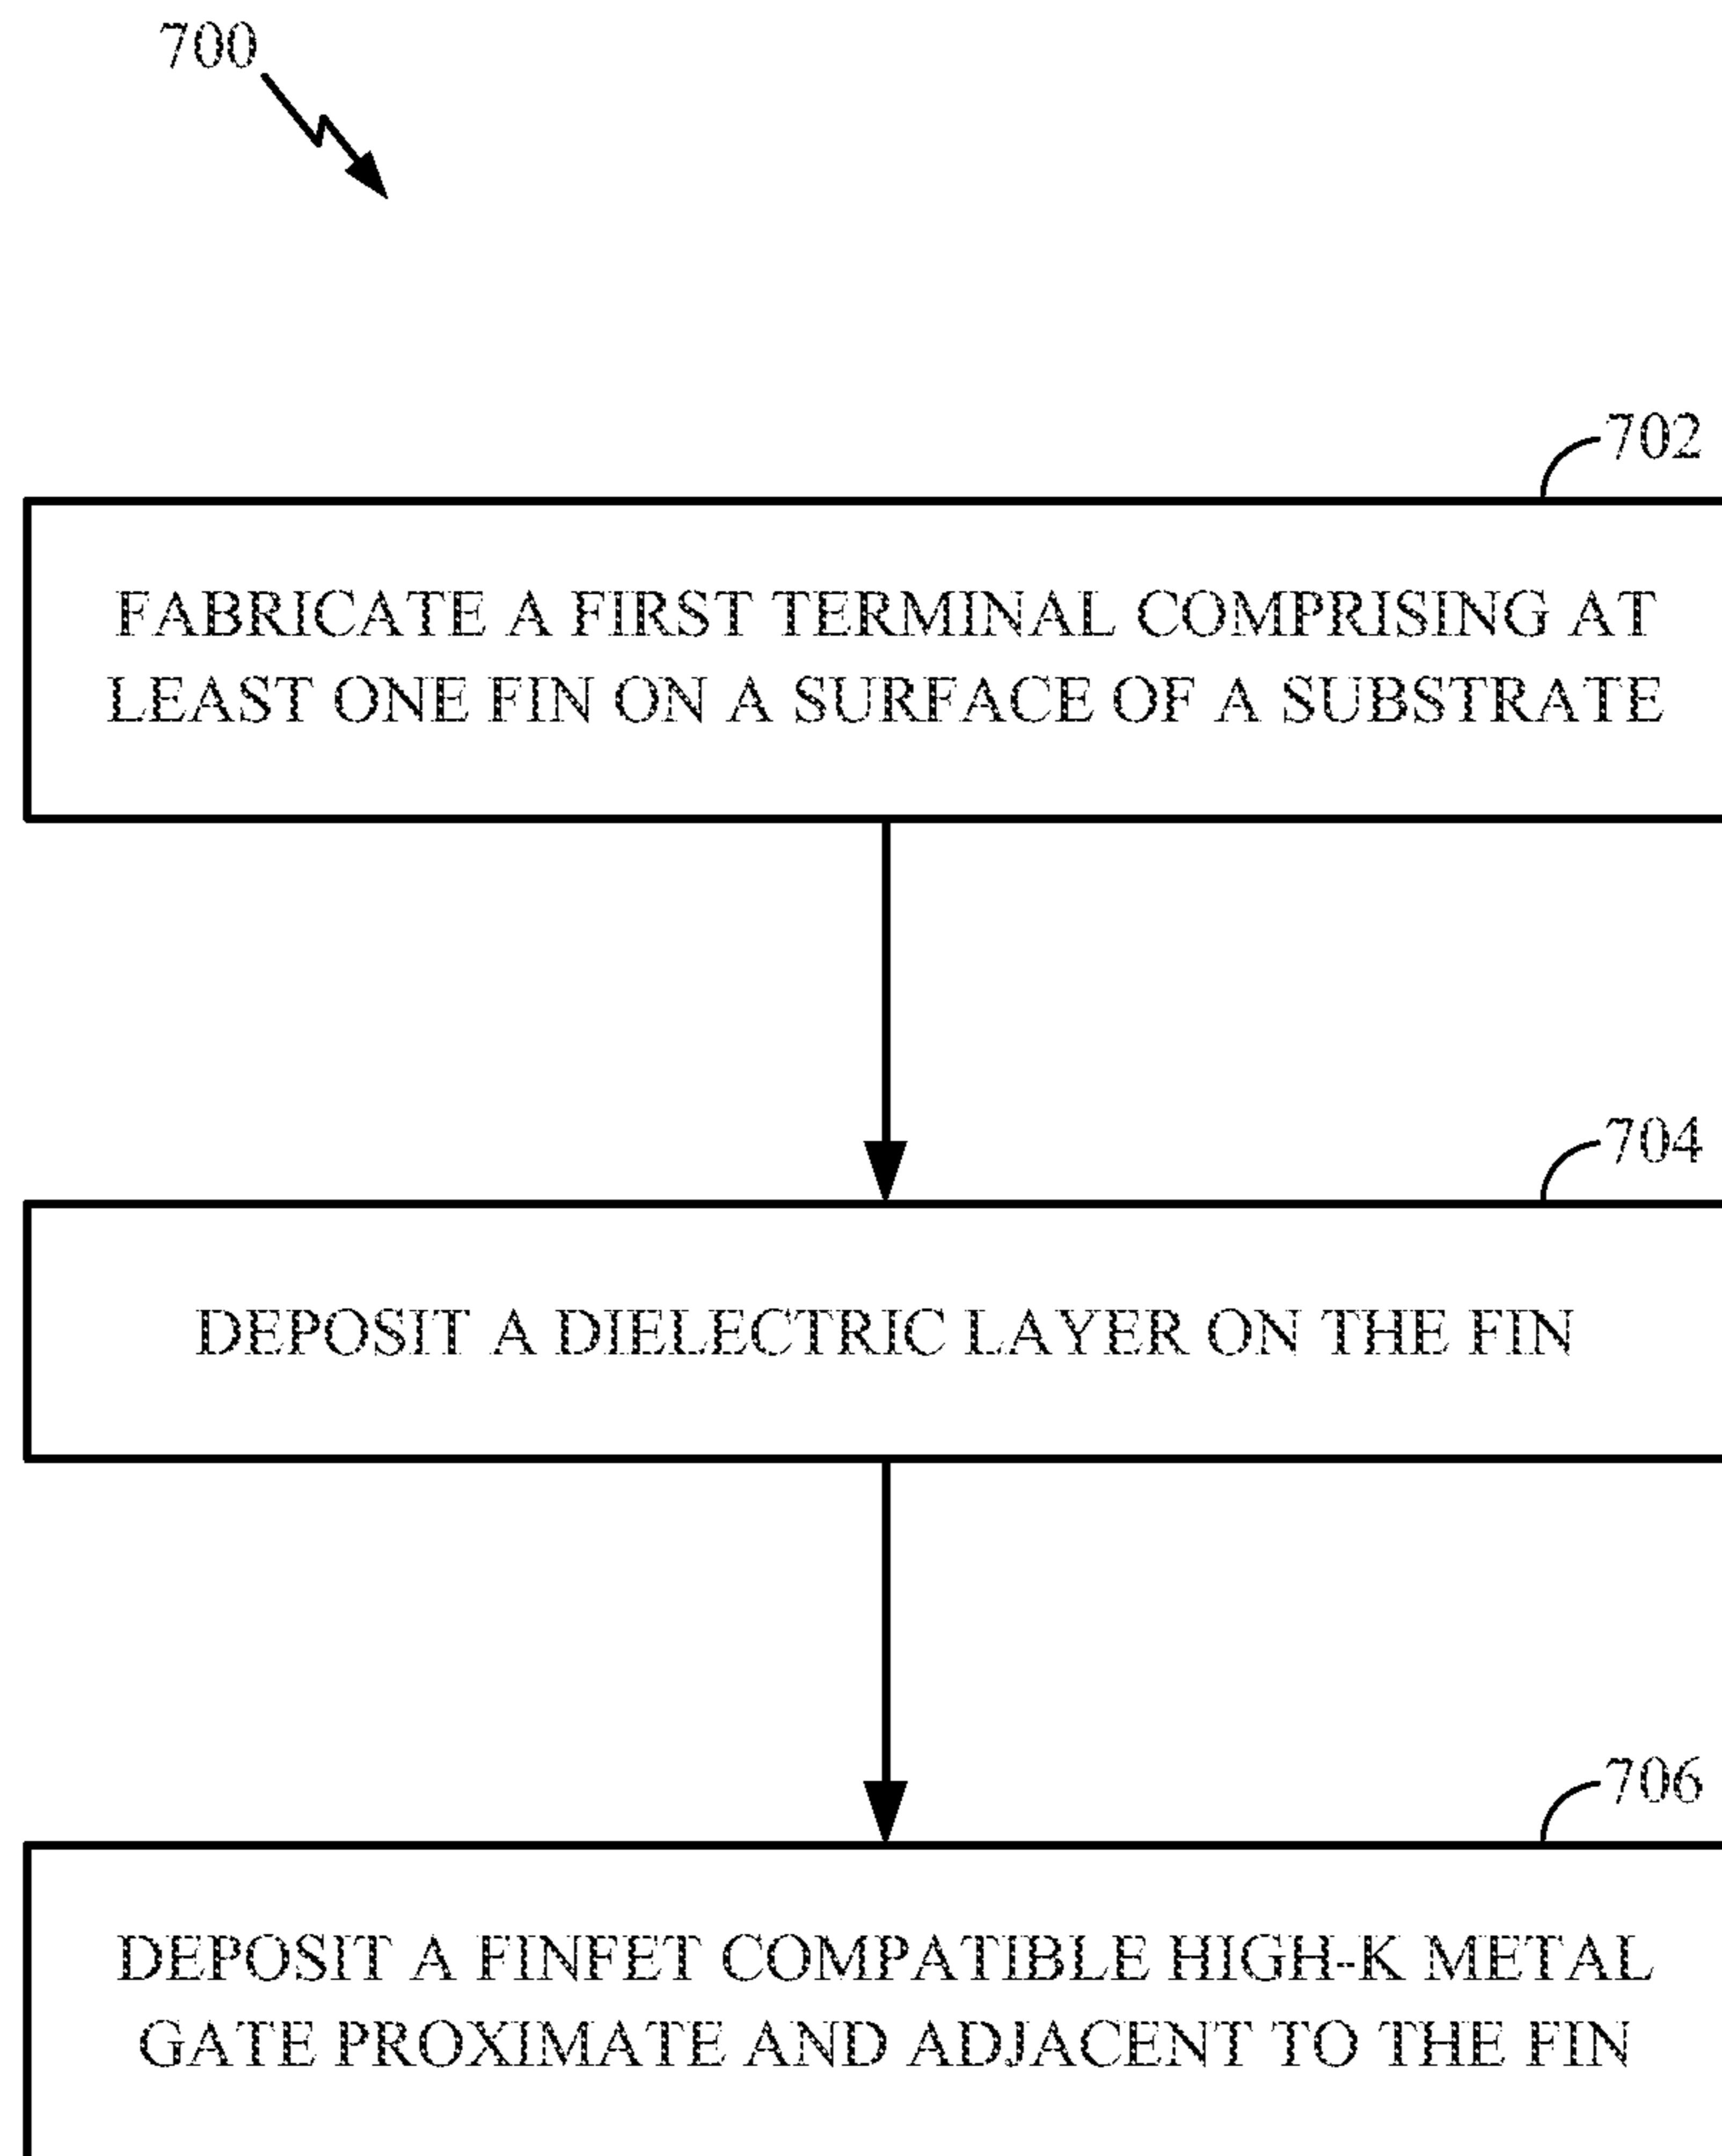 700
702
FABRICATE A FIRST TERMINAL COMPRISING AT
LEAST ONE FIN ON A SURFACE OF A SUBSTRATE
704
DEPOSIT A DIELECTRIC LAYER ON THE FIN
706
DEPOSIT A FINFET COMPATIBLE HIGH-K METAL
GATE PROXIMATE AND ADJACENT TO THE FIN